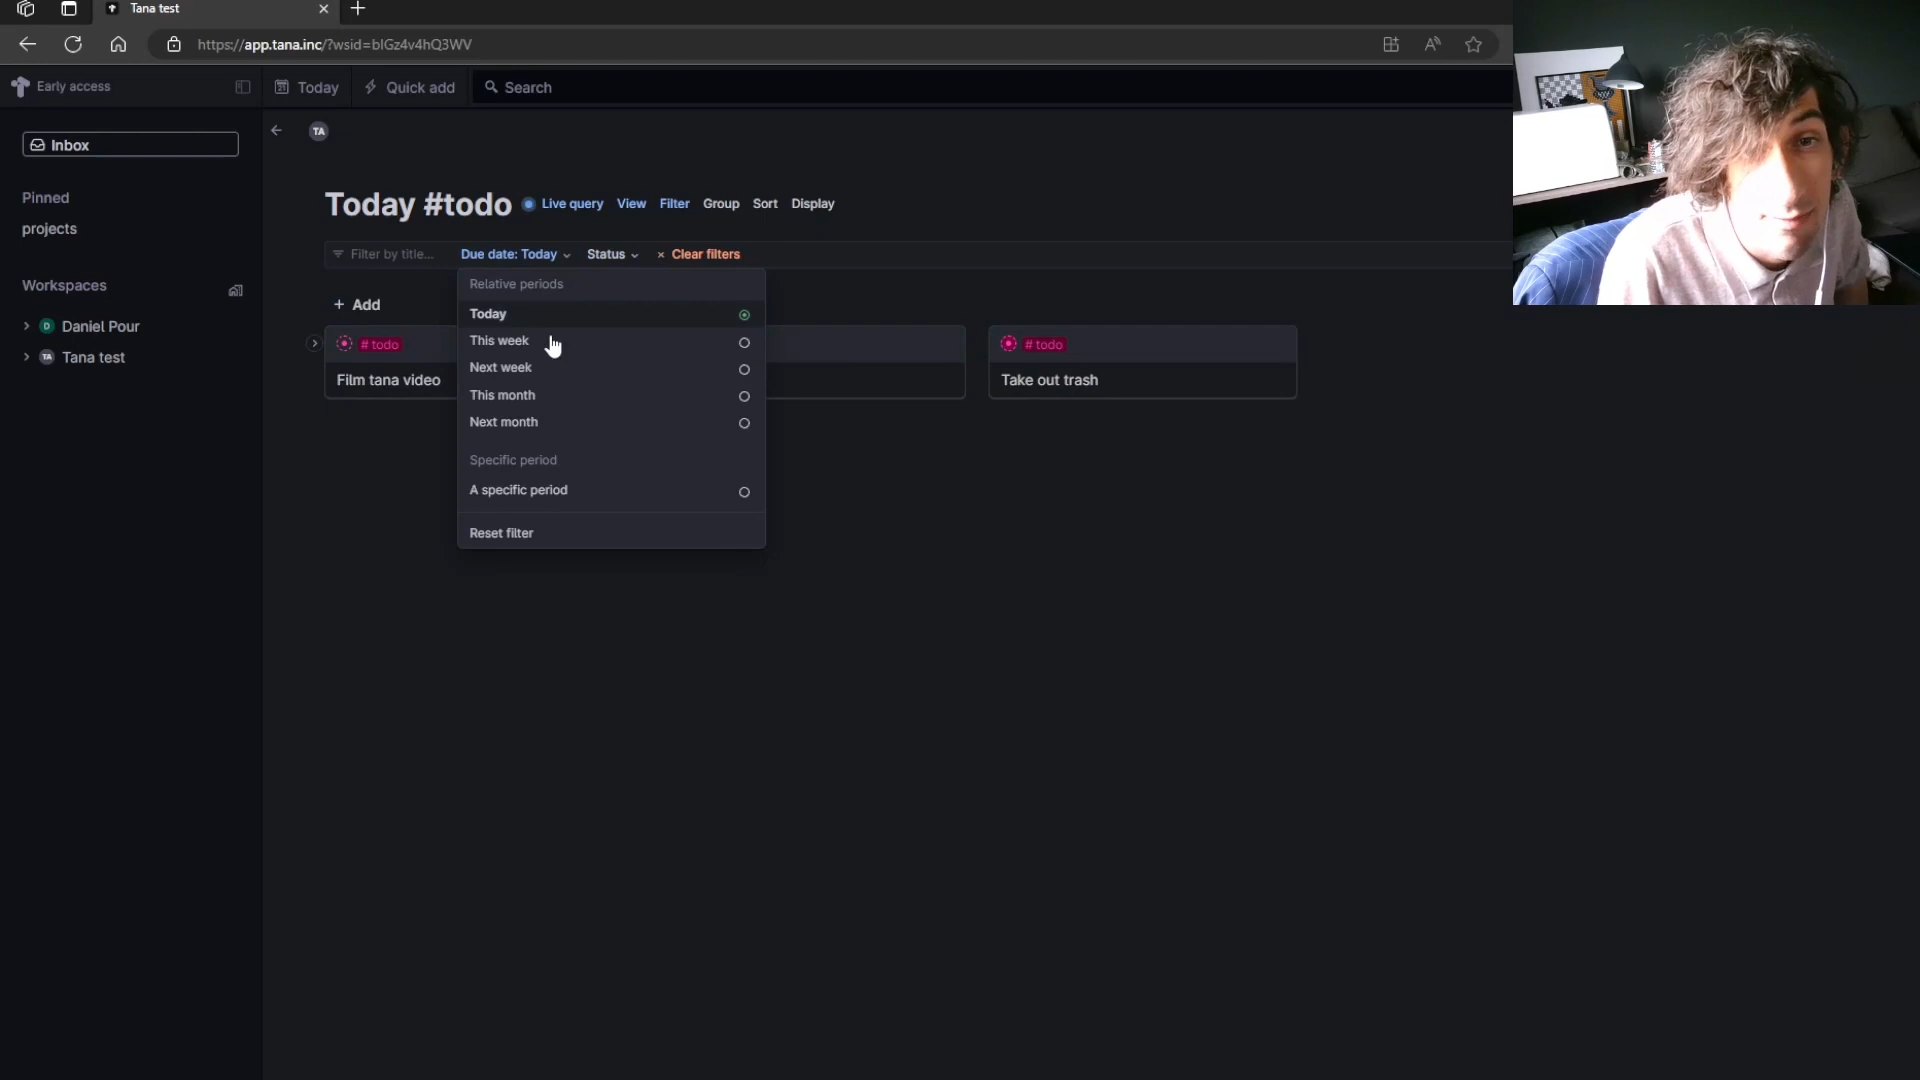 Tana test
https://app.tana.inc/?wsid=blGz4v4hQ3WV
Early access
Today
Quick add
Search
Inbox
TA
Pinned
projects
Today #todo
Live query
View
Filter
Group
Sort
Display
Filter by title...
Due date: Today
Status
× Clear filters
Workspaces
D Daniel Pour
TA Tana test
+ Add
Relative periods
Today
This week
Next week
This month
Next month
Specific period
A specific period
Reset filter
# todo
Film tana video
# todo
Take out trash